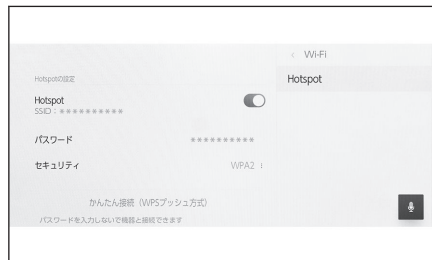 < Wi-Fi
Hotspot
Hotspotの設定
Hotspot
SSID：**********
パスワード **********
セキュリティ WPA2
かんたん接続（WPSプッシュ方式）
パスワードを入力しないで機器と接続できます